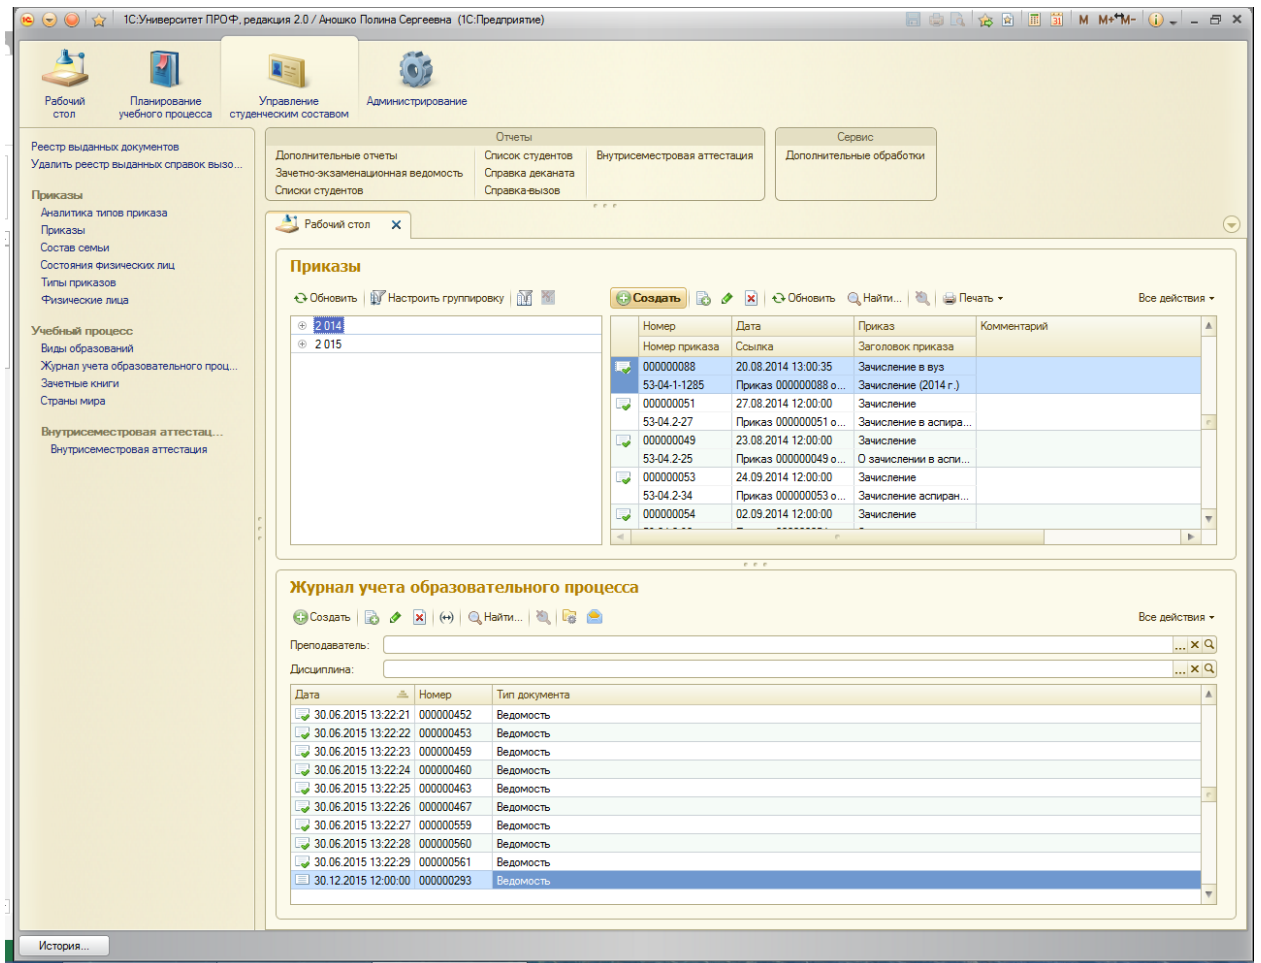 1С:Университет ПРОФ, редакция 2.0 / Аношко Полина Сергеевна (1С:Предприятие)
M M+ M-
Рабочий стол
Планирование учебного процесса
Управление студенческим составом
Администрирование
Реестр выданных документов
Удалить реестр выданных справок вызо...
Приказы
Аналитика типов приказа
Приказы
Состав семьи
Состояния физических лиц
Типы приказов
Физические лица
Учебный процесс
Виды образований
Журнал учета образовательного проц...
Зачетные книги
Страны мира
Внутрисеместровая аттестац...
Внутрисеместровая аттестация
Отчеты
Дополнительные отчеты Список студентов Внутрисеместровая аттестация
Зачетно-экзаменационная ведомость Справка деканата
Списки студентов Справка-вызов
Сервис
Дополнительные обработки
Рабочий стол
Приказы
Обновить Настроить группировку
2 014
2 015
Создать Обновить Найти... Печать Все действия
Номер Дата Приказ Комментарий
Номер приказа Ссылка Заголовок приказа
000000088 20.08.2014 13:00:35 Зачисление в вуз
53-04-1-1285 Приказ 000000088 о... Зачисление (2014 г.)
000000051 27.08.2014 12:00:00 Зачисление
53-04.2-27 Приказ 000000051 о... Зачисление в аспира...
000000049 23.08.2014 12:00:00 Зачисление
53-04.2-25 Приказ 000000049 о... О зачислении в аспи...
000000053 24.09.2014 12:00:00 Зачисление
53-04.2-34 Приказ 000000053 о... Зачисление аспиран...
000000054 02.09.2014 12:00:00 Зачисление
Журнал учета образовательного процесса
Создать Найти... Все действия
Преподаватель:
Дисциплина:
Дата Номер Тип документа
30.06.2015 13:22:21 000000452 Ведомость
30.06.2015 13:22:22 000000453 Ведомость
30.06.2015 13:22:23 000000459 Ведомость
30.06.2015 13:22:24 000000460 Ведомость
30.06.2015 13:22:25 000000463 Ведомость
30.06.2015 13:22:26 000000467 Ведомость
30.06.2015 13:22:27 000000559 Ведомость
30.06.2015 13:22:28 000000560 Ведомость
30.06.2015 13:22:29 000000561 Ведомость
30.12.2015 12:00:00 000000293 Ведомость
История...